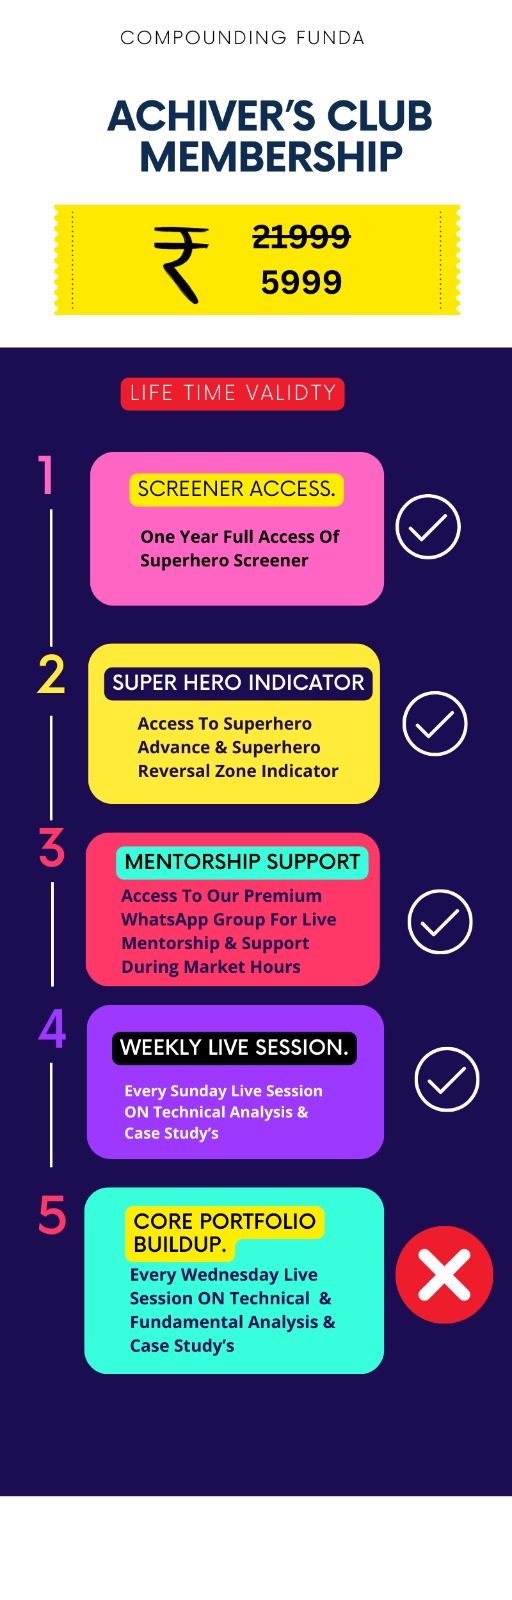 COMPOUNDING FUNDA
ACHIVER'S CLUB
MEMBERSHIP
₹
21999
5999
LIFE TIME VALIDTY
1
SCREENER ACCESS.
One Year Full Access Of
Superhero Screener
2
SUPER HERO INDICATOR
Access To Superhero
Advance & Superhero
Reversal Zone Indicator
3
MENTORSHIP SUPPORT
Access To Our Premium
WhatsApp Group For Live
Mentorship & Support
During Market Hours
4
WEEKLY LIVE SESSION.
Every Sunday Live Session
ON Technical Analysis &
Case Study's
5
CORE PORTFOLIO
BUILDUP.
Every Wednesday Live
Session ON Technical &
Fundamental Analysis &
Case Study's